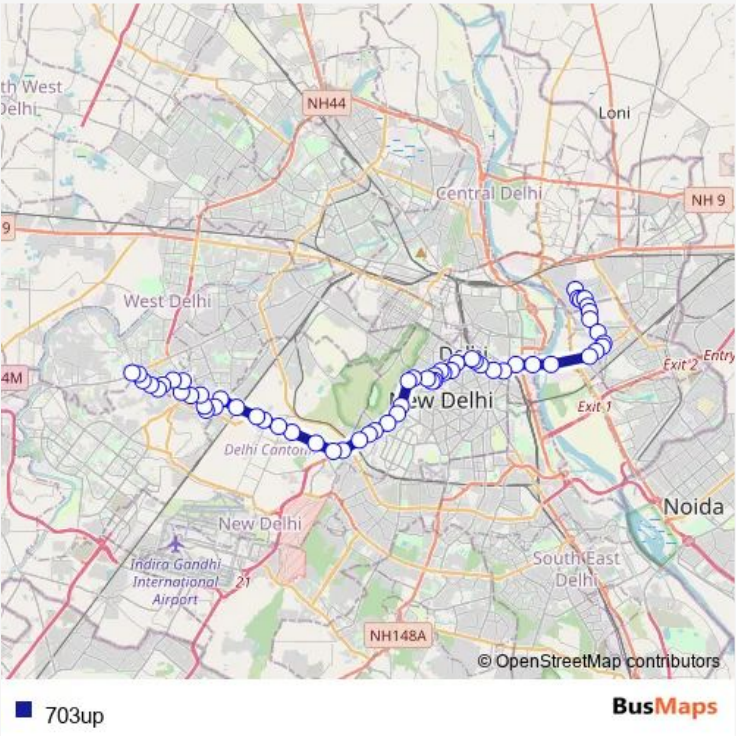 NH44
Loni
th West
Delhi
Central Delhi
NH 9
9
West Delhi
Delhi
Exit 2
Entry
4M
New Delhi
Exit 1
Delhi Canton
Noida
New Delhi
Indira Gandhi
International
Airport
21
South East
Delhi
NH148A
© OpenStreetMap contributors
703up
BusMaps